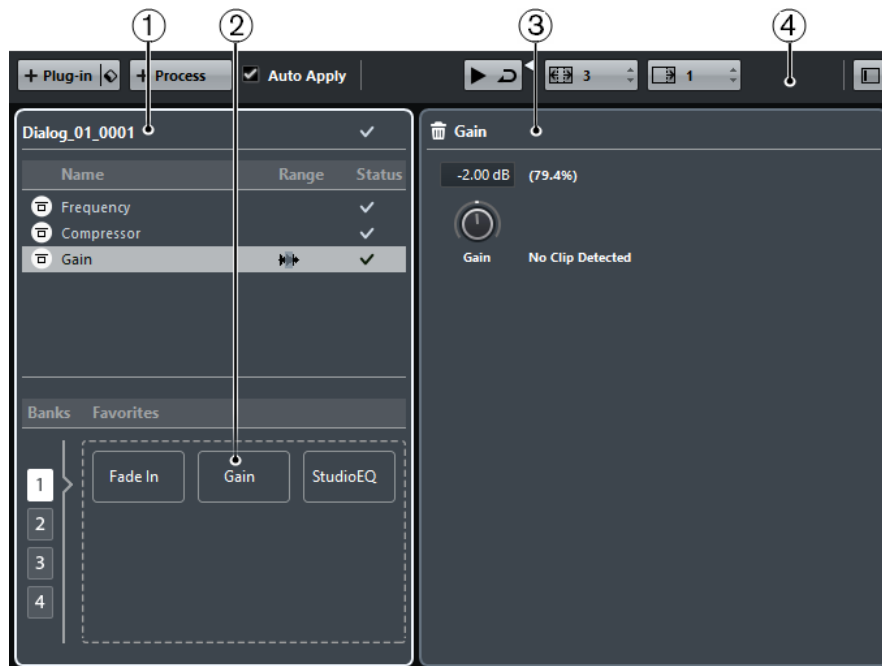 1 2 3 4
+ Plug-in + Process Auto Apply 3 1
Dialog_01_0001
Gain
Name Range Status
-2.00 dB (79.4%)
Frequency
Compressor
Gain
Gain No Clip Detected
Banks Favorites
Fade In Gain StudioEQ
1
2
3
4